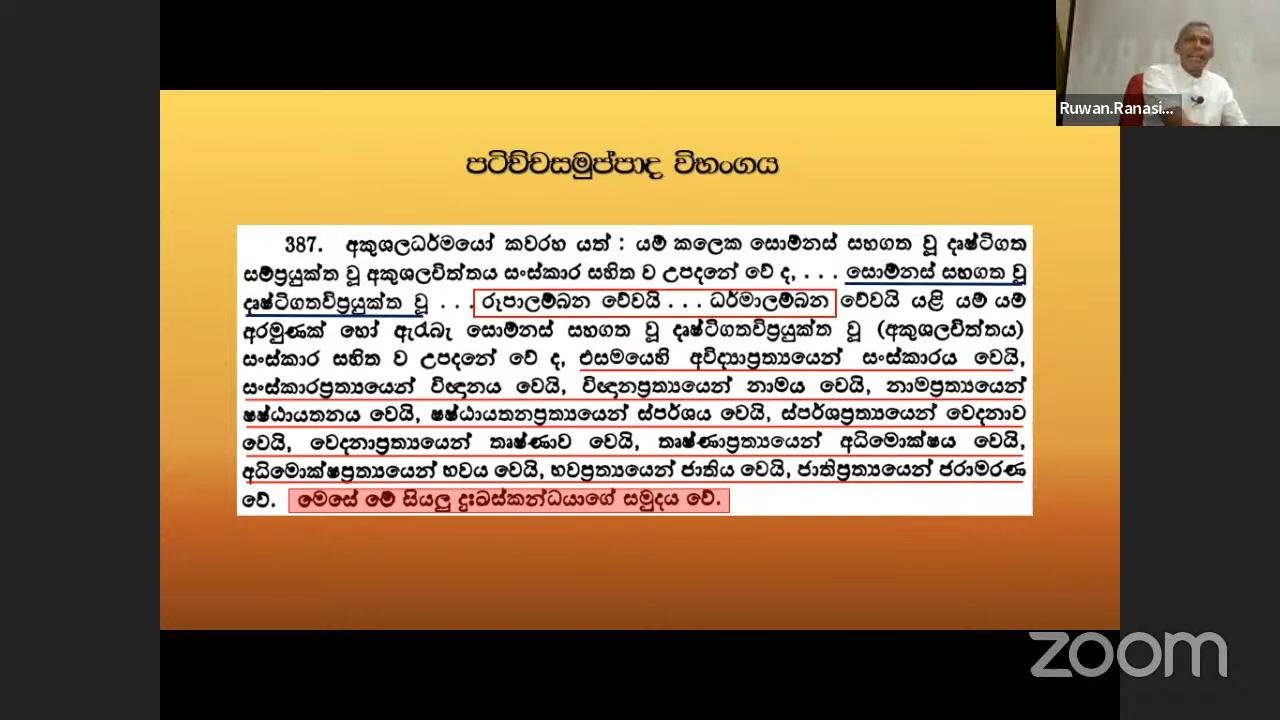 Ruwan.Ranasi...
පටිච්චසමුප්පාද විභංගය
387. අකුශලධර්මයෝ කවරහ යත් : යම් කලෙක සොම්නස් සහගත වූ දෘෂ්ටිගත
සම්ප්‍රයුක්ත වූ අකුශලචිත්තය සංස්කාර සහිත ව උපදනේ වේ ද, . . . සොම්නස් සහගත වූ
දෘෂ්ටිගතවිප්‍රයුක්ත වූ . . . රූපාලම්බන වේවයි . . . ධර්මාලම්බන වේවයි යළි යම් යම්
අරමුණක් හෝ ඇරැබැ සොම්නස් සහගත වූ දෘෂ්ටිගතවිප්‍රයුක්ත වූ (අකුශලචිත්තය)
සංස්කාර සහිත ව උපදනේ වේ ද, එසමයෙහි අවිද්‍යාප්‍රත්‍යයෙන් සංස්කාරය වෙයි,
සංස්කාරප්‍රත්‍යයෙන් විඥානය වෙයි, විඥානප්‍රත්‍යයෙන් නාමය වෙයි, නාමප්‍රත්‍යයෙන්
ෂෂ්ඨායතනය වෙයි, ෂෂ්ඨායතනප්‍රත්‍යයෙන් ස්පර්ශය වෙයි, ස්පර්ශප්‍රත්‍යයෙන් වෙදනාව
වෙයි, වෙදනාප්‍රත්‍යයෙන් තෘෂ්ණාව වෙයි, තෘෂ්ණාප්‍රත්‍යයෙන් අධිමොක්ෂය වෙයි,
අධිමොක්ෂප්‍රත්‍යයෙන් භවය වෙයි, භවප්‍රත්‍යයෙන් ජාතිය වෙයි, ජාතිප්‍රත්‍යයෙන් ජරාමරණ
වේ. මෙසේ මේ සියලු දුඃඛස්කන්ධයාගේ සමුදය වේ.
zoom